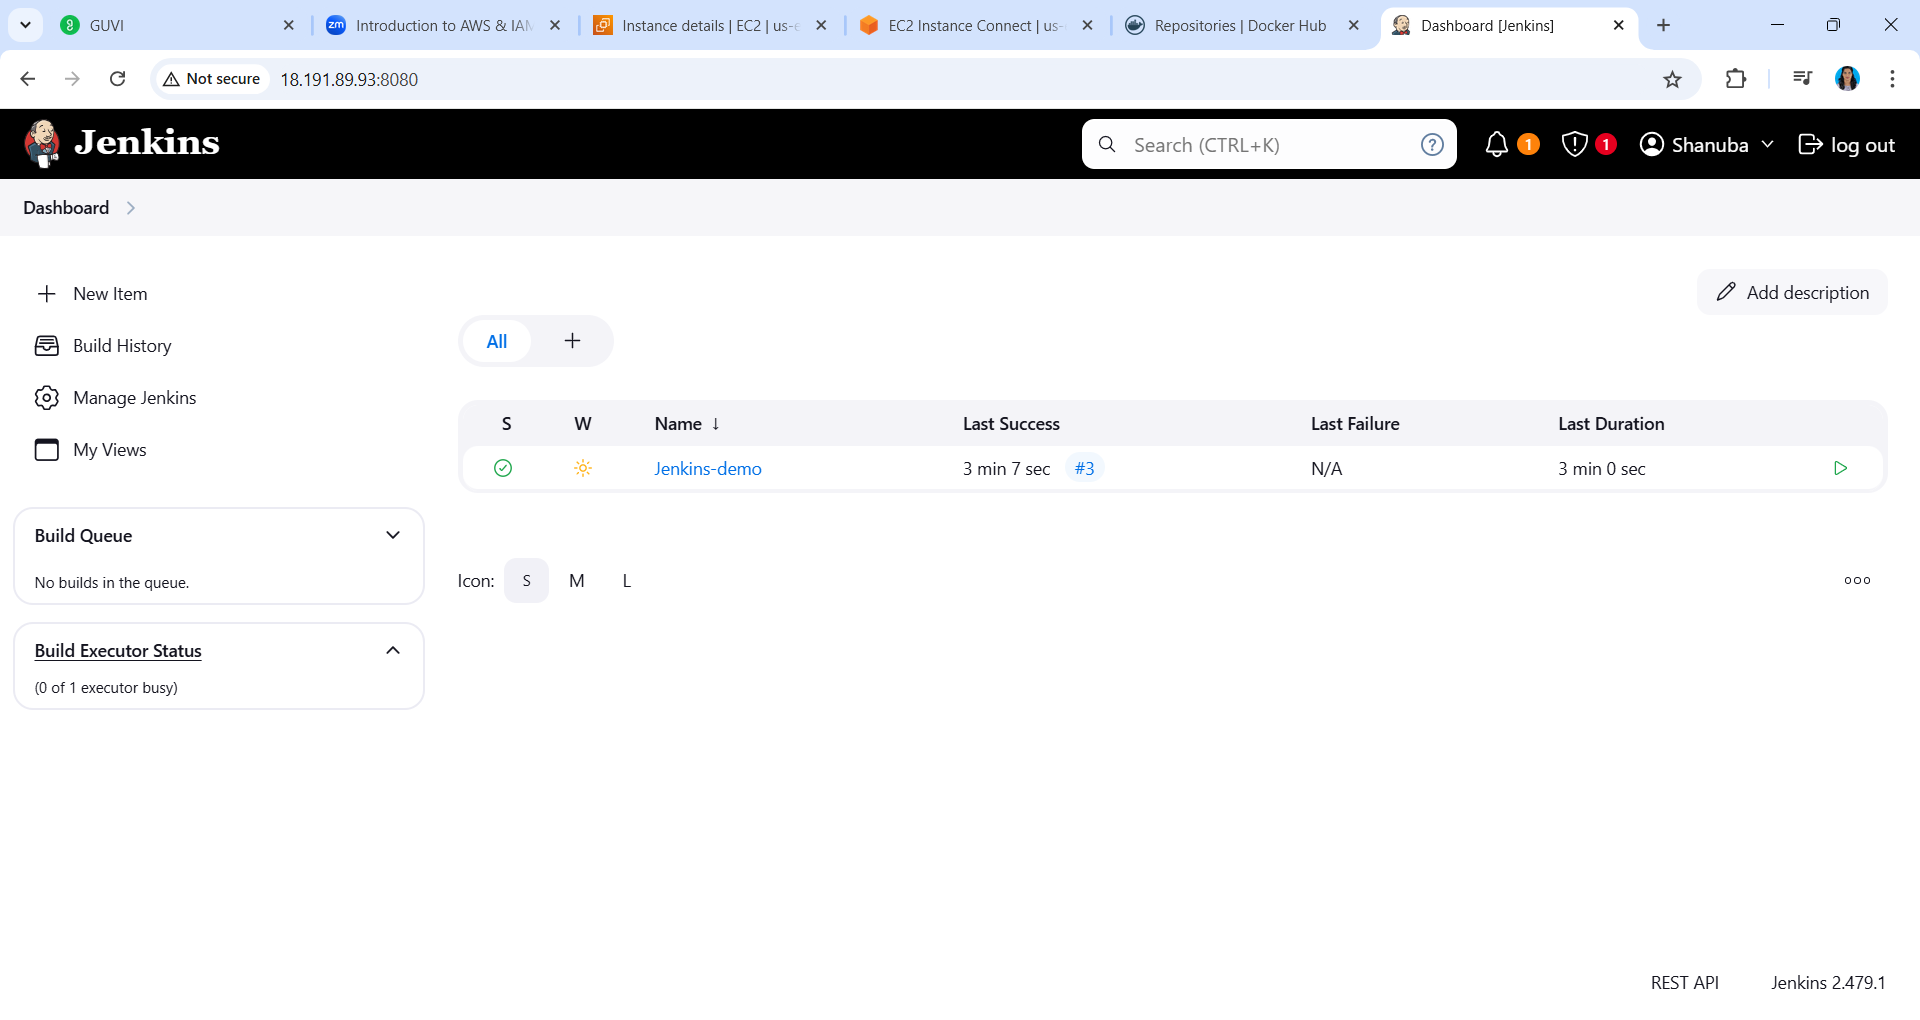 GUVI
Introduction to AWS & IAM
Instance details | EC2 | us-e
EC2 Instance Connect | us-
Repositories | Docker Hub
Dashboard [Jenkins]
Not secure
18.191.89.93:8080
Jenkins
Search (CTRL+K)
?
1
1
Shanuba
log out
Dashboard
New Item
Build History
Manage Jenkins
My Views
Add description
All
+
S W Name ↓ Last Success Last Failure Last Duration
Jenkins-demo 3 min 7 sec #3 N/A 3 min 0 sec
Build Queue
No builds in the queue.
Build Executor Status
(0 of 1 executor busy)
Icon: S M L
REST API
Jenkins 2.479.1